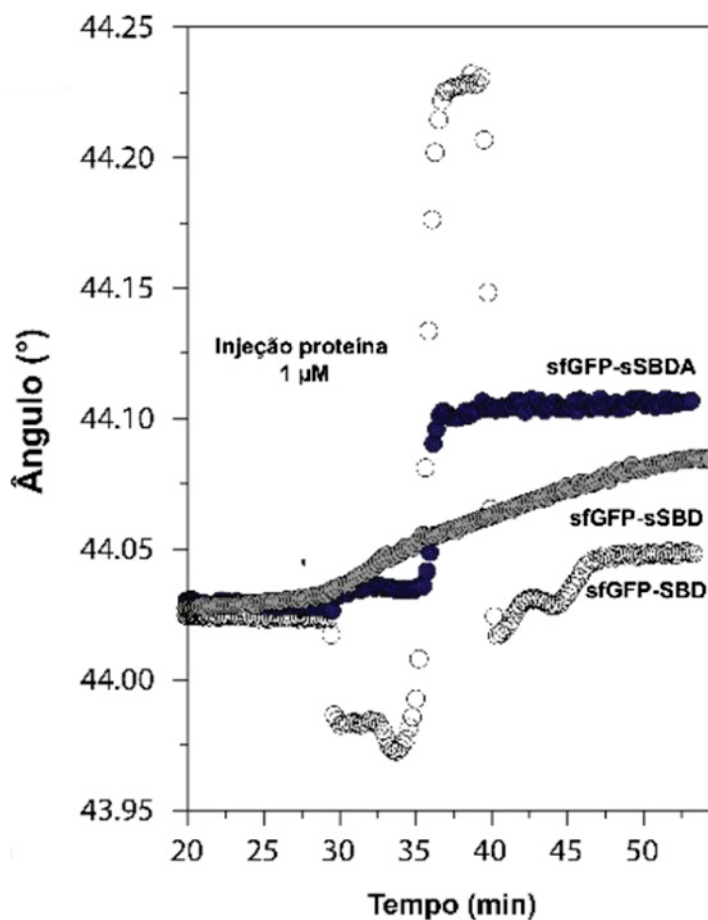 44.25
44.20
44.15
44.10
44.05
44.00
43.95
Ângulo (°)
Injeção proteína
1 µM
sfGFP-sSBDA
sfGFP-sSBD
sfGFP-SBD
20 25 30 35 40 45 50
Tempo (min)